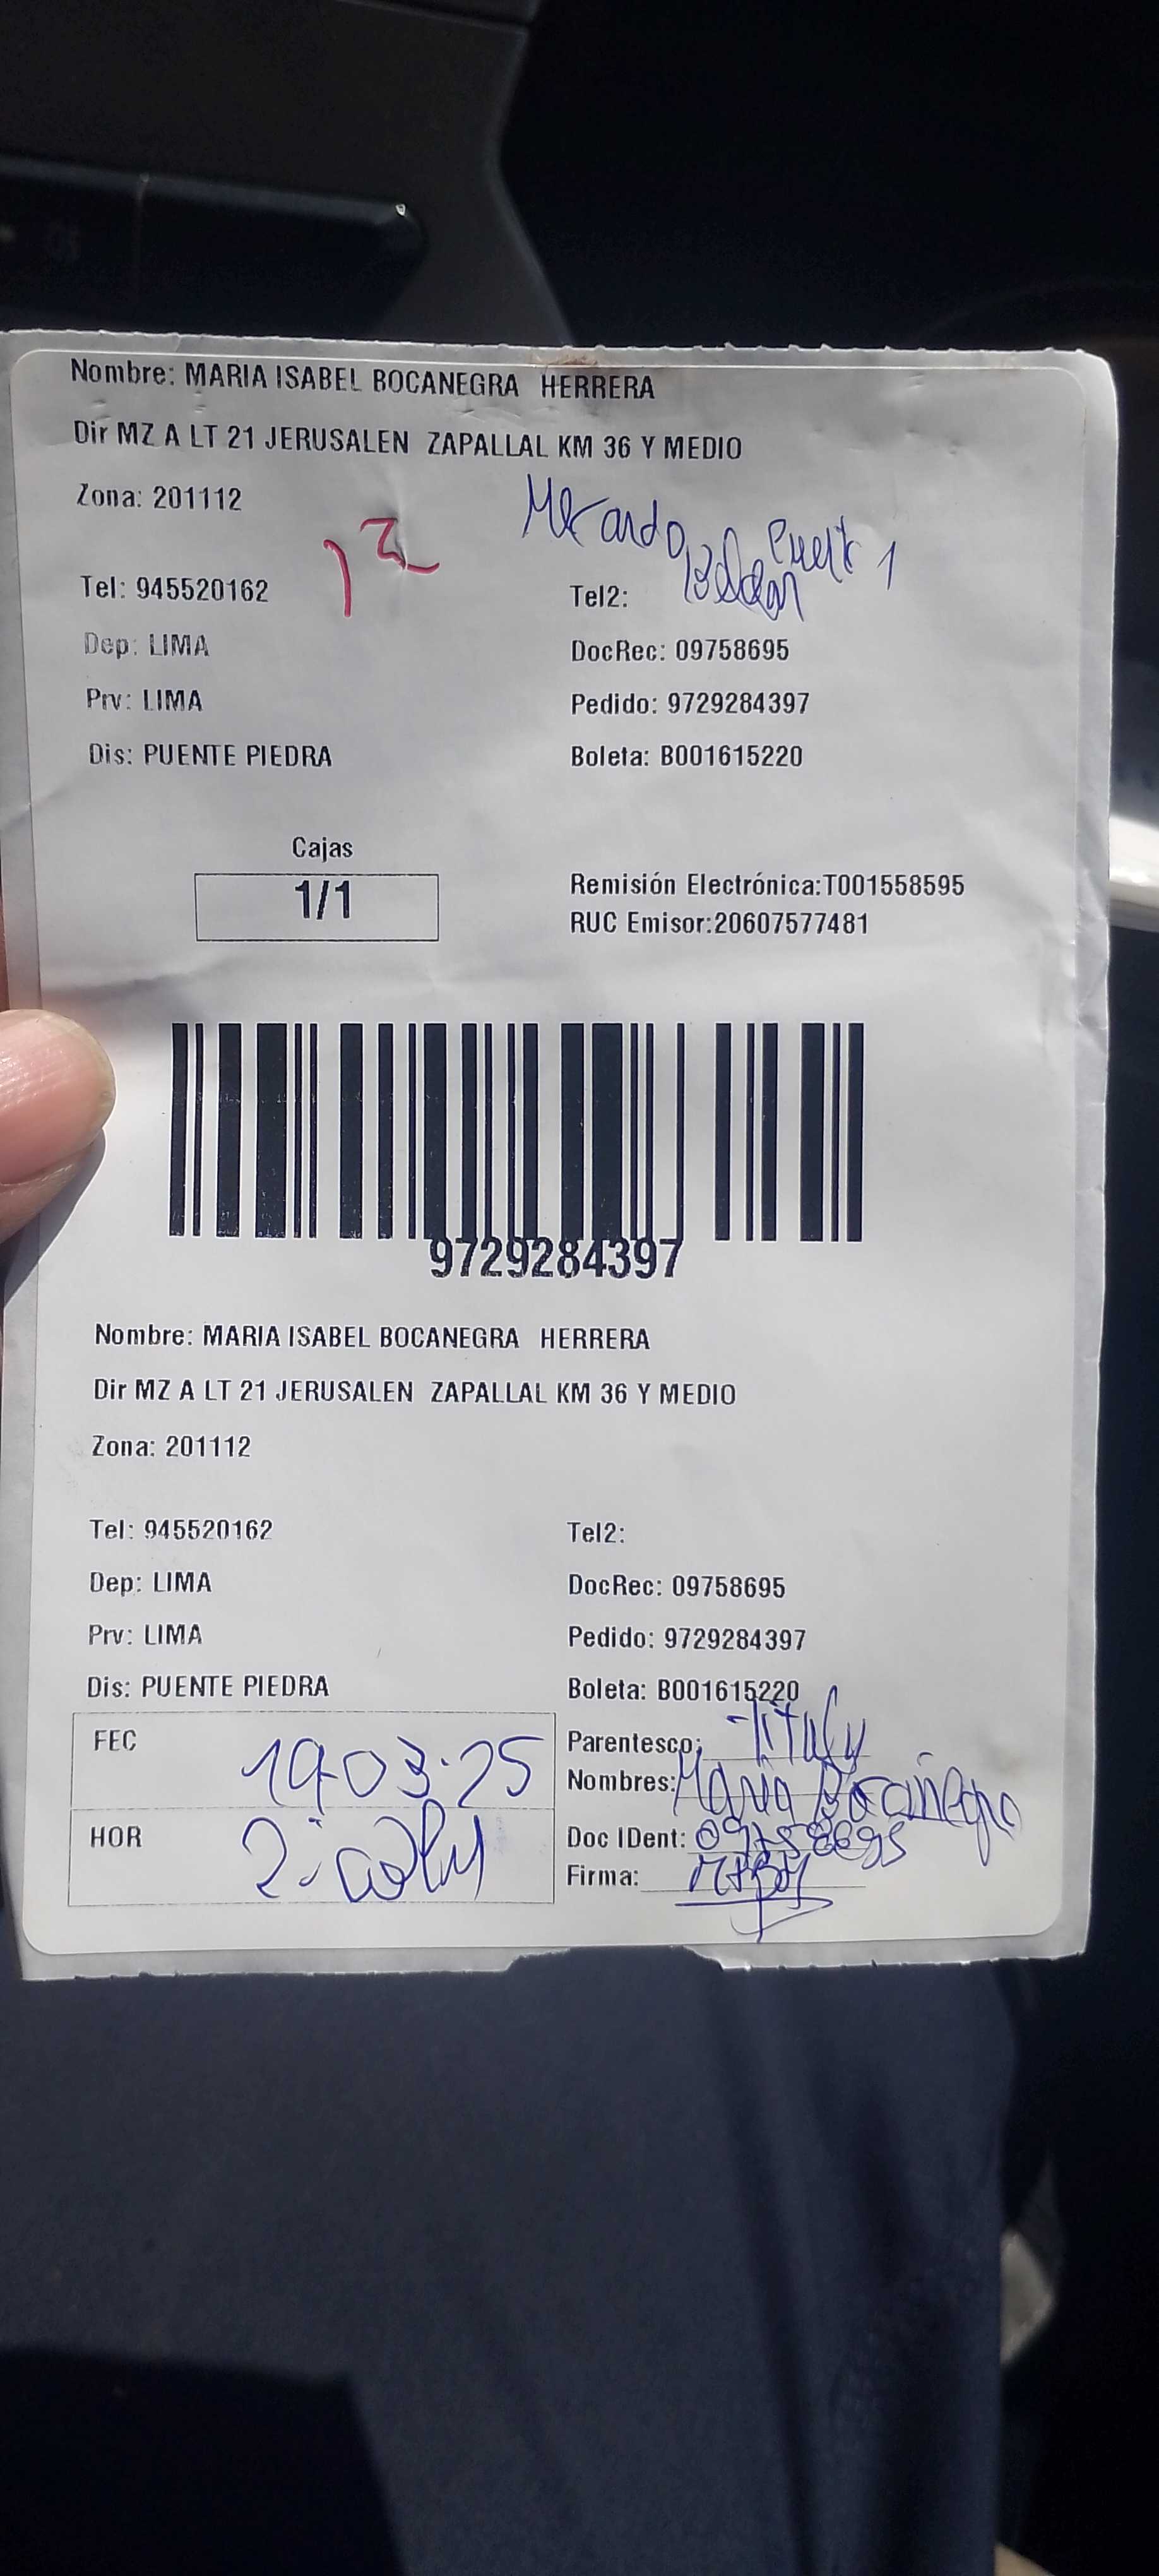 Nombre: MARIA ISABEL BOCANEGRA HERRERA
Dir MZ A LT 21 JERUSALEN ZAPALLAL KM 36 Y MEDIO
Zona: 201112
Tel: 945520162 Tel2:
Dep: LIMA DocRec: 09758695
Prv: LIMA Pedido: 9729284397
Dis: PUENTE PIEDRA Boleta: B001615220
Cajas
1/1
Remisión Electrónica:T001558595
RUC Emisor:20607577481
9729284397
Nombre: MARIA ISABEL BOCANEGRA HERRERA
Dir MZ A LT 21 JERUSALEN ZAPALLAL KM 36 Y MEDIO
Zona: 201112
Tel: 945520162 Tel2:
Dep: LIMA DocRec: 09758695
Prv: LIMA Pedido: 9729284397
Dis: PUENTE PIEDRA Boleta: B001615220
FEC 19-03-25
HOR
Parentesco:
Nombres: Maria Bocanegra
Doc IDent: 09758695
Firma: